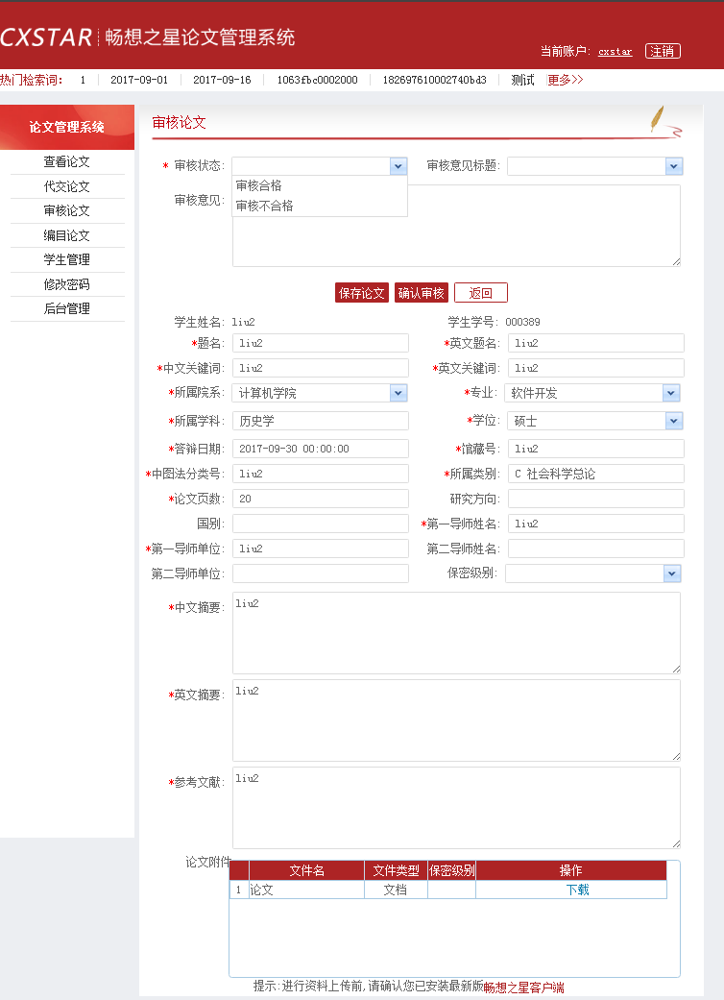 CXSTAR 畅想之星论文管理系统
当前账户: cxstar 注销
热门检索词: 1 2017-09-01 2017-09-16 1063fbc0002000 182697610002740bd3 测试 更多>>
论文管理系统
查看论文
代交论文
审核论文
编目论文
学生管理
修改密码
后台管理
审核论文
* 审核状态: 审核意见标题:
审核合格
审核意见:
审核不合格
保存论文 确认审核 返回
学生姓名: liu2 学生学号: 000389
*题名: liu2 *英文题名: liu2
*中文关键词: liu2 *英文关键词: liu2
*所属院系: 计算机学院 *专业: 软件开发
*所属学科: 历史学 *学位: 硕士
*答辩日期: 2017-09-30 00:00:00 *馆藏号: liu2
*中图法分类号: liu2 *所属类别: C 社会科学总论
*论文页数: 20 研究方向:
国别: *第一导师姓名: liu2
*第一导师单位: liu2 第二导师姓名:
第二导师单位: 保密级别:
*中文摘要: liu2
*英文摘要: liu2
*参考文献: liu2
论文附件
文件名 文件类型 保密级别 操作
1 论文 文档 下载
提示:进行资料上传前,请确认您已安装最新版畅想之星客户端